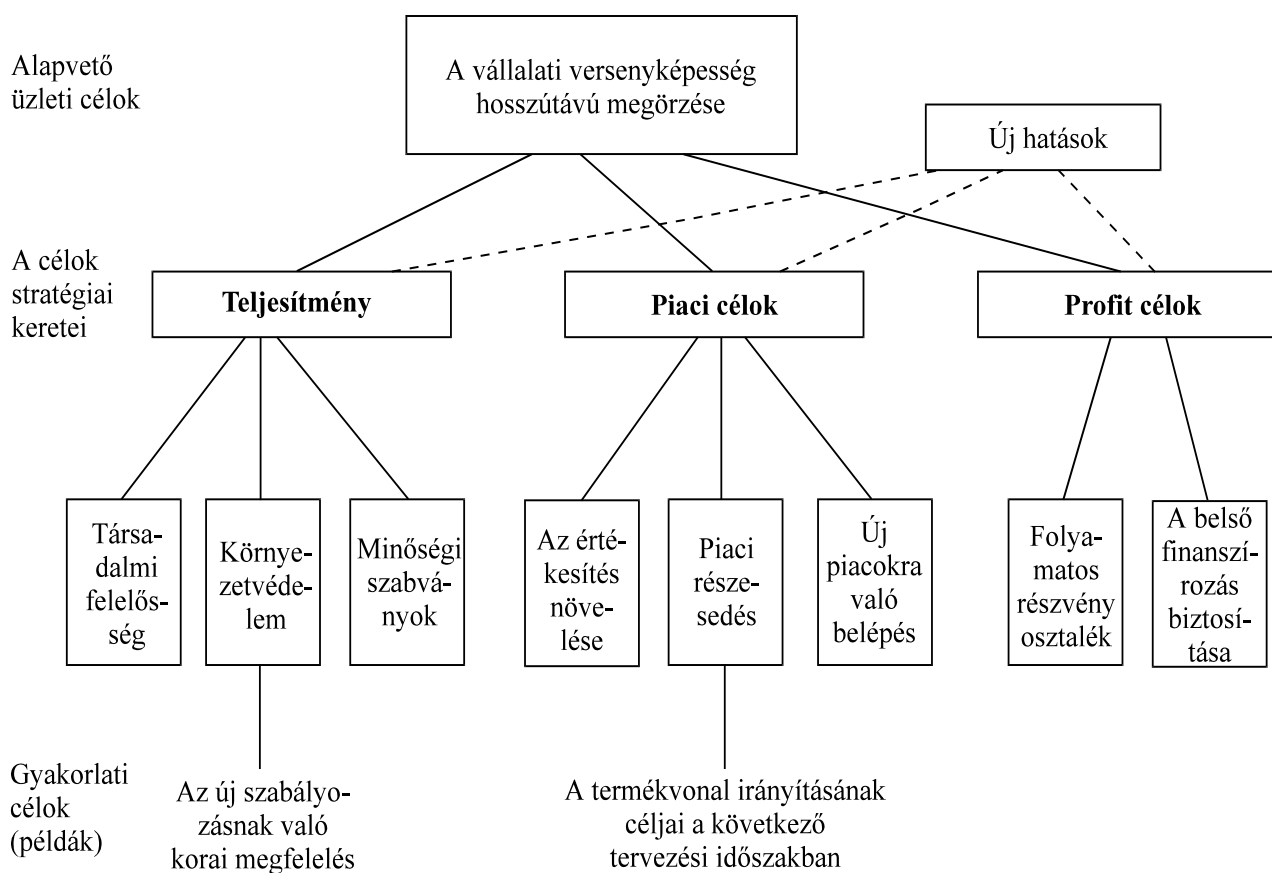 Alapvető
üzleti célok
A vállalati versenyképesség
hosszútávú megőrzése
Új hatások
A célok
stratégiai
keretei
Teljesítmény
Piaci célok
Profit célok
Társa-
dalmi
felelős-
ség
Környe-
zetvéde-
lem
Minőségi
szabvá-
nyok
Az érté-
kesítés
növe-
lése
Piaci
része-
sedés
Új
piacokra
való
belépés
Folya-
matos
részvény
osztalék
A belső
finanszí-
rozás
biztosí-
tása
Gyakorlati
célok
(példák)
Az új szabályo-
zásnak való
korai megfelelés
A termékvonal irányításának
céljai a következő
tervezési időszakban